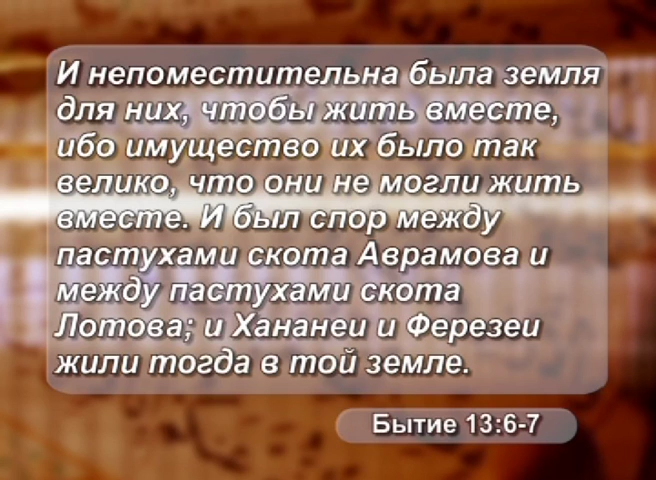 И непоместительна была земля
для них, чтобы жить вместе,
ибо имущество их было так
велико, что они не могли жить
вместе. И был спор между
пастухами скота Аврамова и
между пастухами скота
Лотова; и Хананеи и Ферезеи
жили тогда в той земле.
Бытие 13:6-7